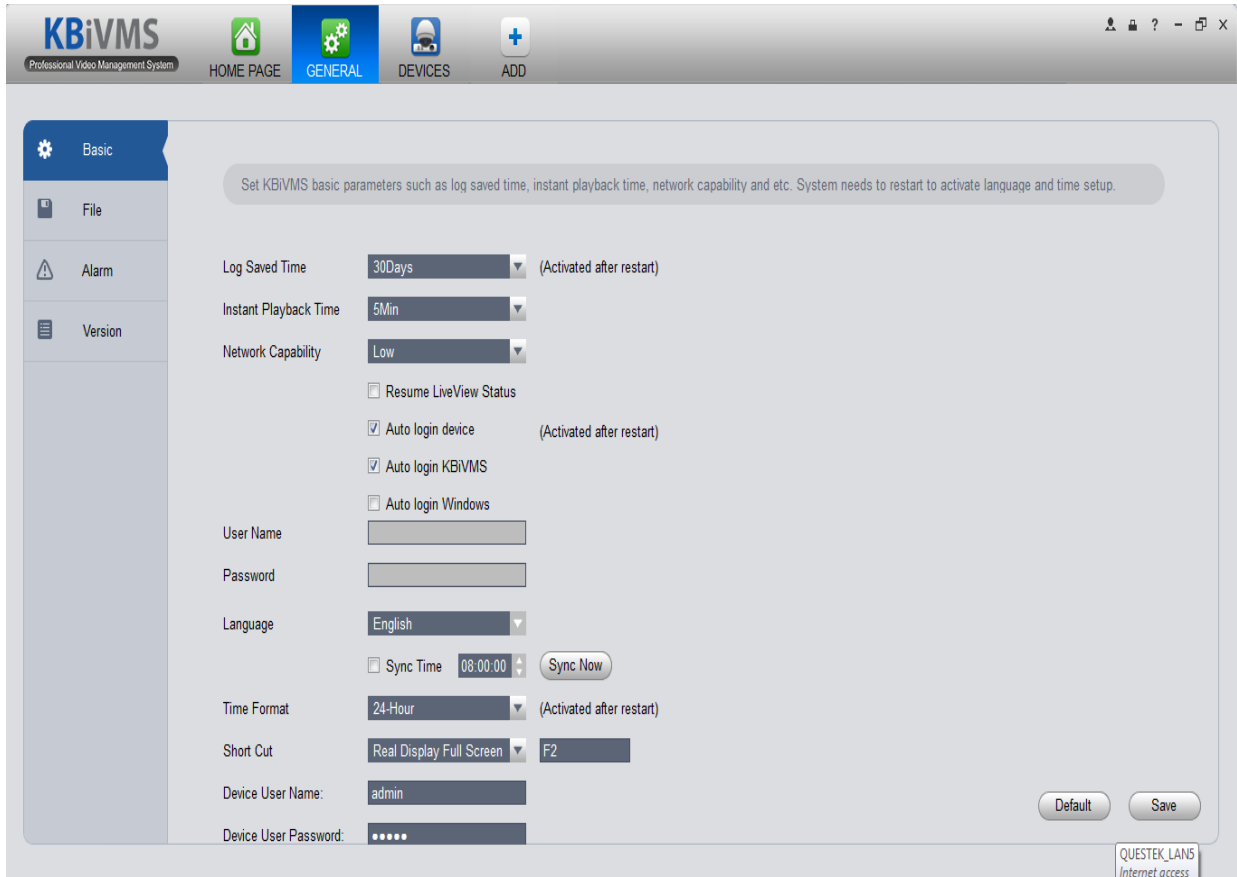 KBiVMS
Professional Video Management System
HOME PAGE
GENERAL
DEVICES
ADD
?
Basic
File
Alarm
Version
Set KBiVMS basic parameters such as log saved time, instant playback time, network capability and etc. System needs to restart to activate language and time setup.
Log Saved Time 30Days (Activated after restart)
Instant Playback Time 5Min
Network Capability Low
Resume LiveView Status
Auto login device (Activated after restart)
Auto login KBiVMS
Auto login Windows
User Name
Password
Language English
Sync Time 08:00:00 Sync Now
Time Format 24-Hour (Activated after restart)
Short Cut Real Display Full Screen F2
Device User Name: admin
Device User Password: •••••
Default Save
QUESTEK_LAN5
Internet access